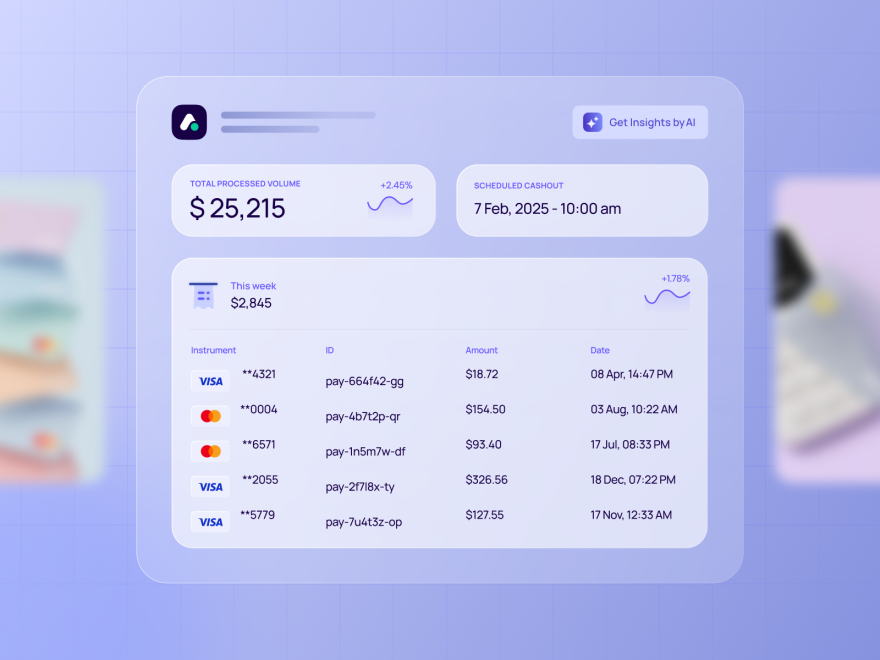 Get Insights by AI
TOTAL PROCESSED VOLUME
+2.45%
$ 25,215
SCHEDULED CASHOUT
7 Feb, 2025 - 10:00 am
This week
$2,845
+1.78%
Instrument ID Amount Date
VISA **4321 pay-664f42-gg $18.72 08 Apr, 14:47 PM
**0004 pay-4b7t2p-qr $154.50 03 Aug, 10:22 AM
**6571 pay-1n5m7w-df $93.40 17 Jul, 08:33 PM
VISA **2055 pay-2f7l8x-ty $326.56 18 Dec, 07:22 PM
VISA **5779 pay-7u4t3z-op $127.55 17 Nov, 12:33 AM